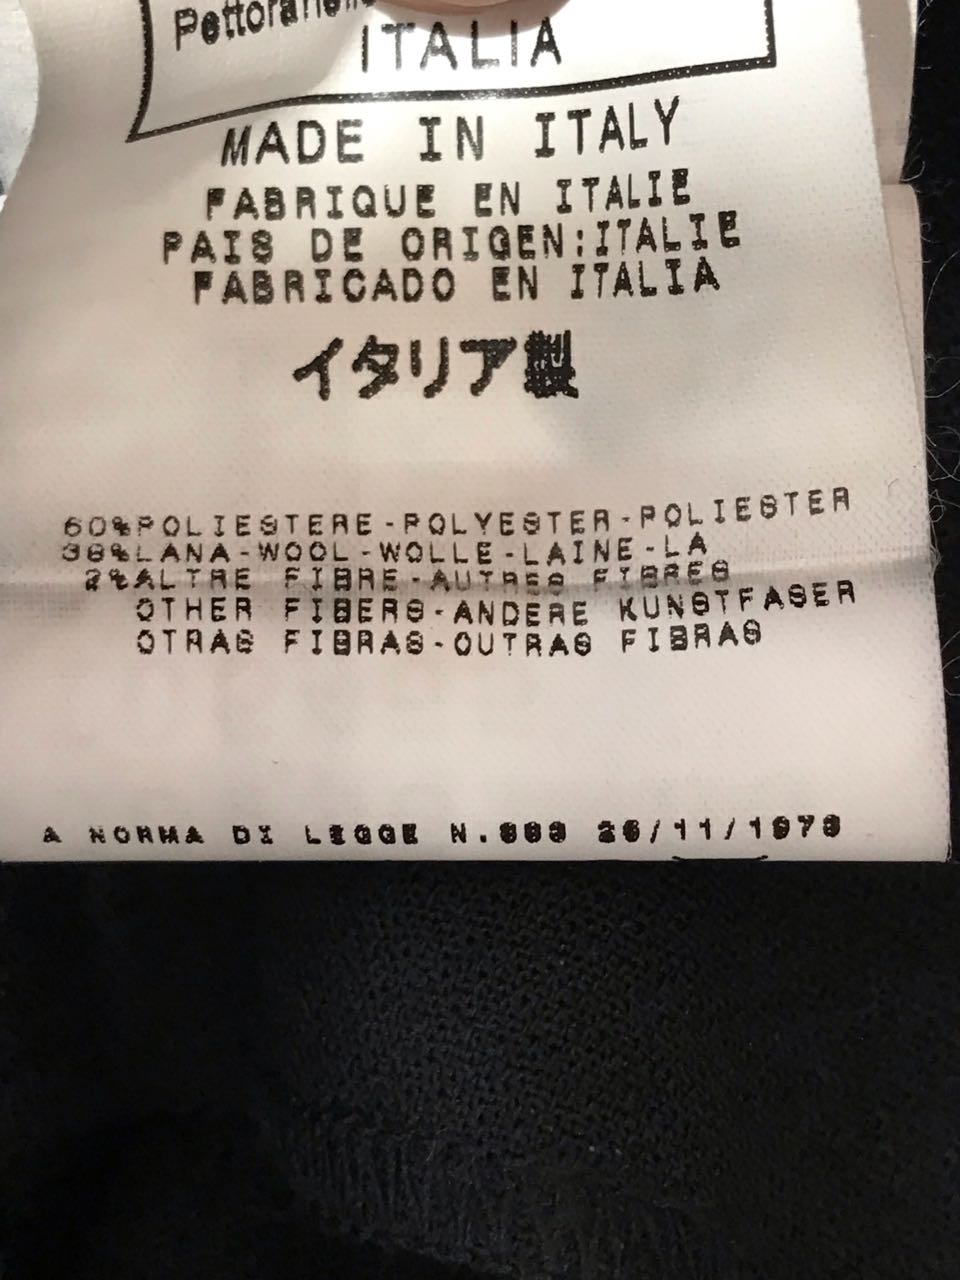 ITALIA
MADE IN ITALY
FABRIQUE EN ITALIE
PAIS DE ORIGEN:ITALIE
FABRICADO EN ITALIA
イタリア製
60%POLIESTERE-POLYESTER-POLIESTER
38%LANA-WOOL-WOLLE-LAINE-LA
2%ALTRE FIBRE-AUTRES FIBRES
OTHER FIBERS-ANDERE KUNSTFASER
OTRAS FIBRAS-OUTRAS FIBRAS
A NORMA DI LEGGE N.883 26/11/1973